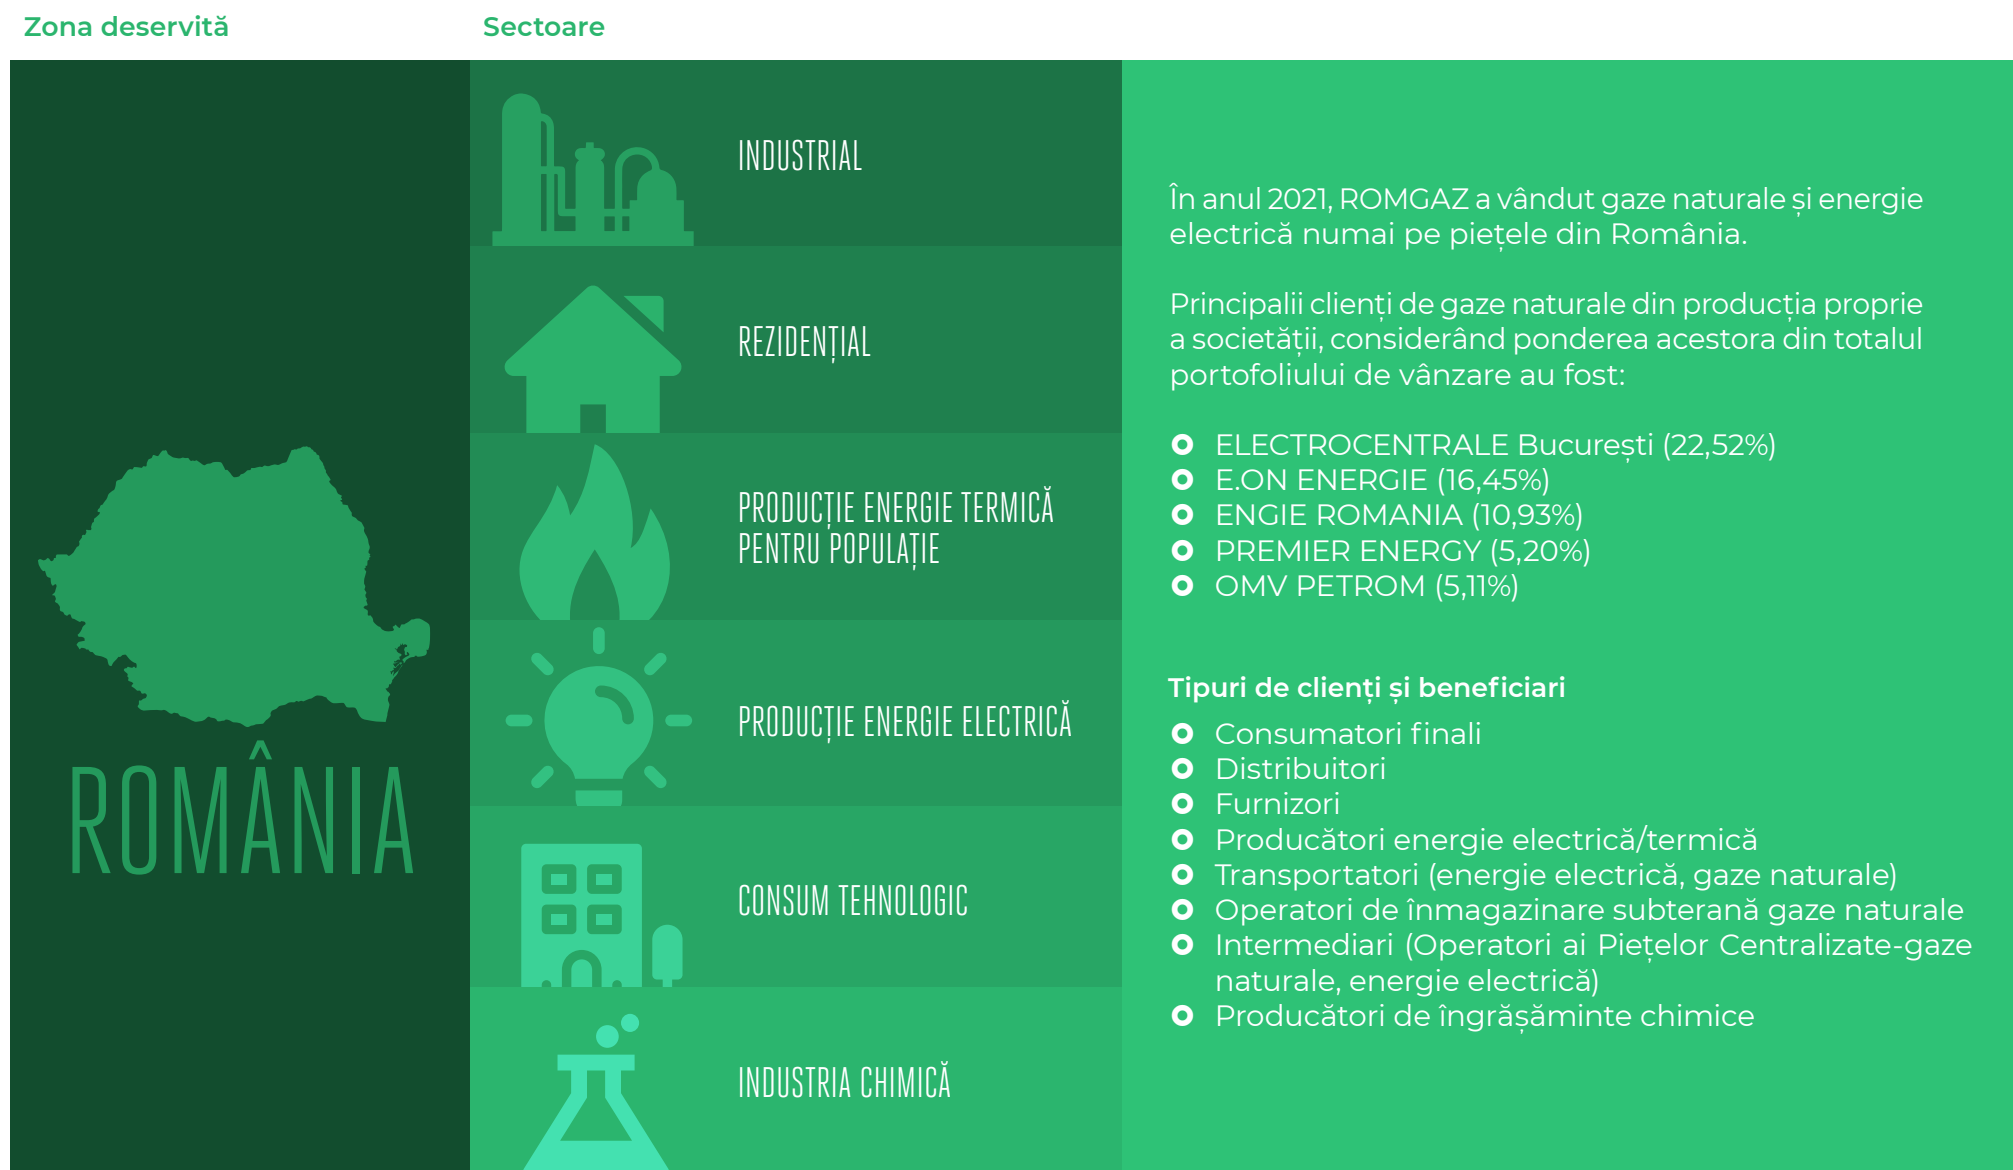 Zona deservită
Sectoare
ROMÂNIA
INDUSTRIAL
REZIDENȚIAL
PRODUCȚIE ENERGIE TERMICĂ
PENTRU POPULAȚIE
PRODUCȚIE ENERGIE ELECTRICĂ
CONSUM TEHNOLOGIC
INDUSTRIA CHIMICĂ
În anul 2021, ROMGAZ a vândut gaze naturale și energie
electrică numai pe piețele din România.
Principalii clienți de gaze naturale din producția proprie
a societății, considerând ponderea acestora din totalul
portofoliului de vânzare au fost:
ELECTROCENTRALE București (22,52%)
E.ON ENERGIE (16,45%)
ENGIE ROMANIA (10,93%)
PREMIER ENERGY (5,20%)
OMV PETROM (5,11%)
Tipuri de clienți și beneficiari
Consumatori finali
Distribuitori
Furnizori
Producători energie electrică/termică
Transportatori (energie electrică, gaze naturale)
Operatori de înmagazinare subterană gaze naturale
Intermediari (Operatori ai Piețelor Centralizate-gaze
naturale, energie electrică)
Producători de îngrășăminte chimice